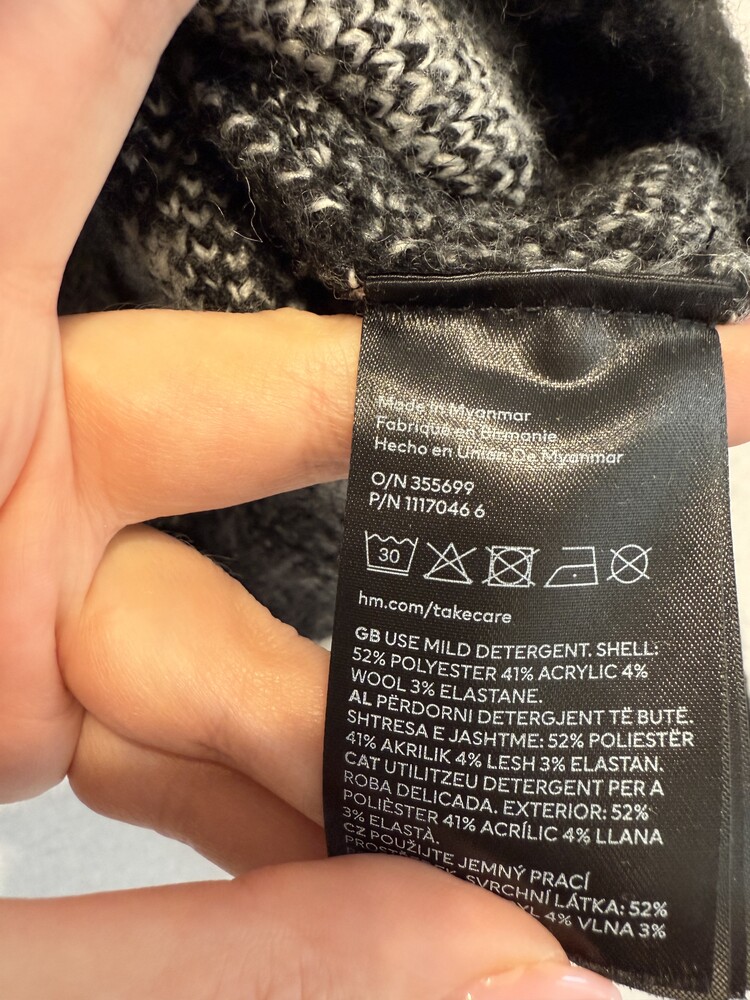 Made in Myanmar
Fabriqué en Birmanie
Hecho en Unión De Myanmar
O/N 355699
P/N 1117046 6
30
hm.com/takecare
GB USE MILD DETERGENT. SHELL:
52% POLYESTER 41% ACRYLIC 4%
WOOL 3% ELASTANE.
AL PËRDORNI DETERGJENT TË BUTË.
SHTRESA E JASHTME: 52% POLIESTËR
41% AKRILIK 4% LESH 3% ELASTAN.
CAT UTILITZEU DETERGENT PER A
ROBA DELICADA. EXTERIOR: 52%
POLIÈSTER 41% ACRÍLIC 4% LLANA
3% ELASTÀ.
CZ POUŽIJTE JEMNÝ PRACÍ
SVRCHNÍ LÁTKA: 52%
4% VLNA 3%